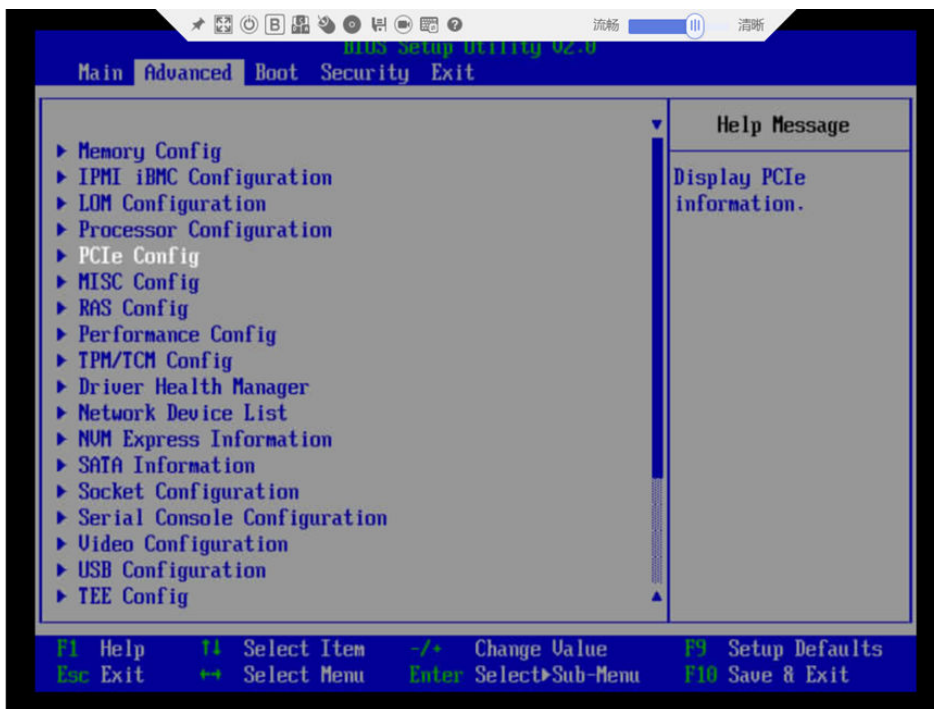 流畅 清晰
BIOS Setup Utility V2.0
Main Advanced Boot Security Exit
Help Message
Display PCIe
information.
Memory Config
IPMI iBMC Configuration
LOM Configuration
Processor Configuration
PCIe Config
MISC Config
RAS Config
Performance Config
TPM/TCM Config
Driver Health Manager
Network Device List
NVM Express Information
SATA Information
Socket Configuration
Serial Console Configuration
Video Configuration
USB Configuration
TEE Config
F1 Help ↑↓ Select Item -/+ Change Value F9 Setup Defaults
Esc Exit ←→ Select Menu Enter Select▶Sub-Menu F10 Save & Exit